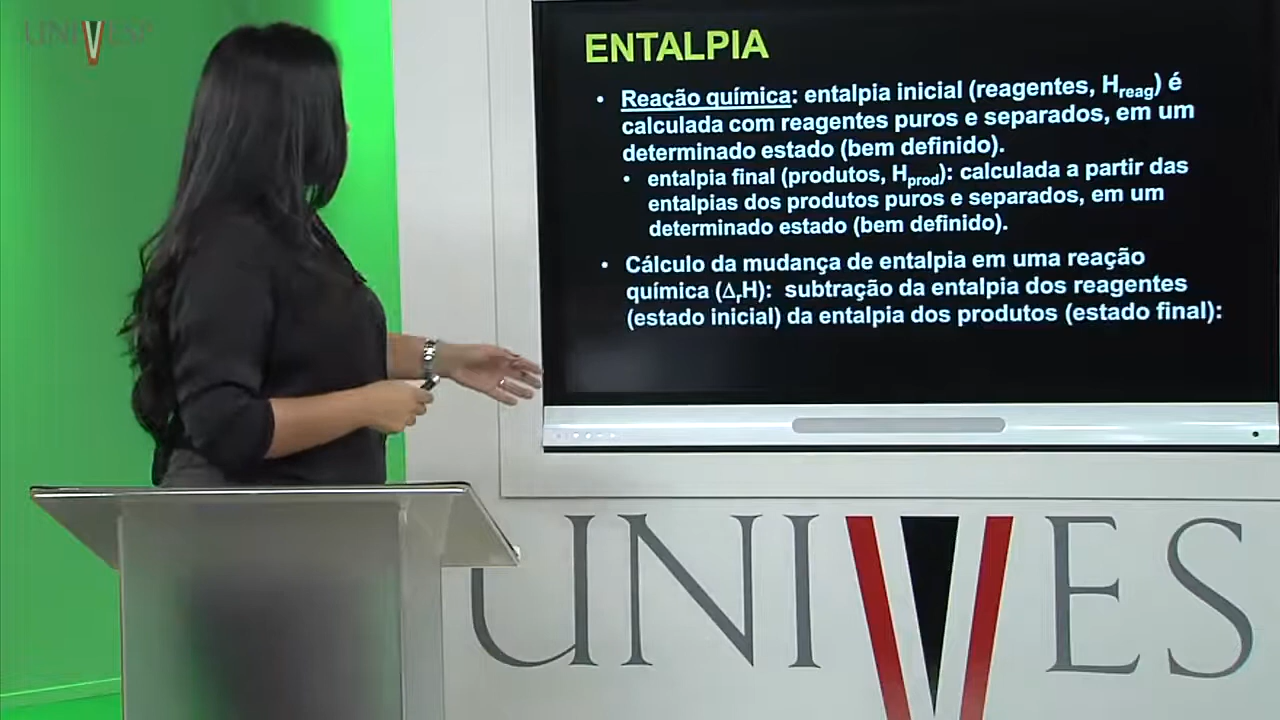 UNIVESP
ENTALPIA
• Reação química: entalpia inicial (reagentes, Hreag) é
calculada com reagentes puros e separados, em um
determinado estado (bem definido).
• entalpia final (produtos, Hprod): calculada a partir das
entalpias dos produtos puros e separados, em um
determinado estado (bem definido).
• Cálculo da mudança de entalpia em uma reação
química (ΔrH): subtração da entalpia dos reagentes
(estado inicial) da entalpia dos produtos (estado final):
UNIVES